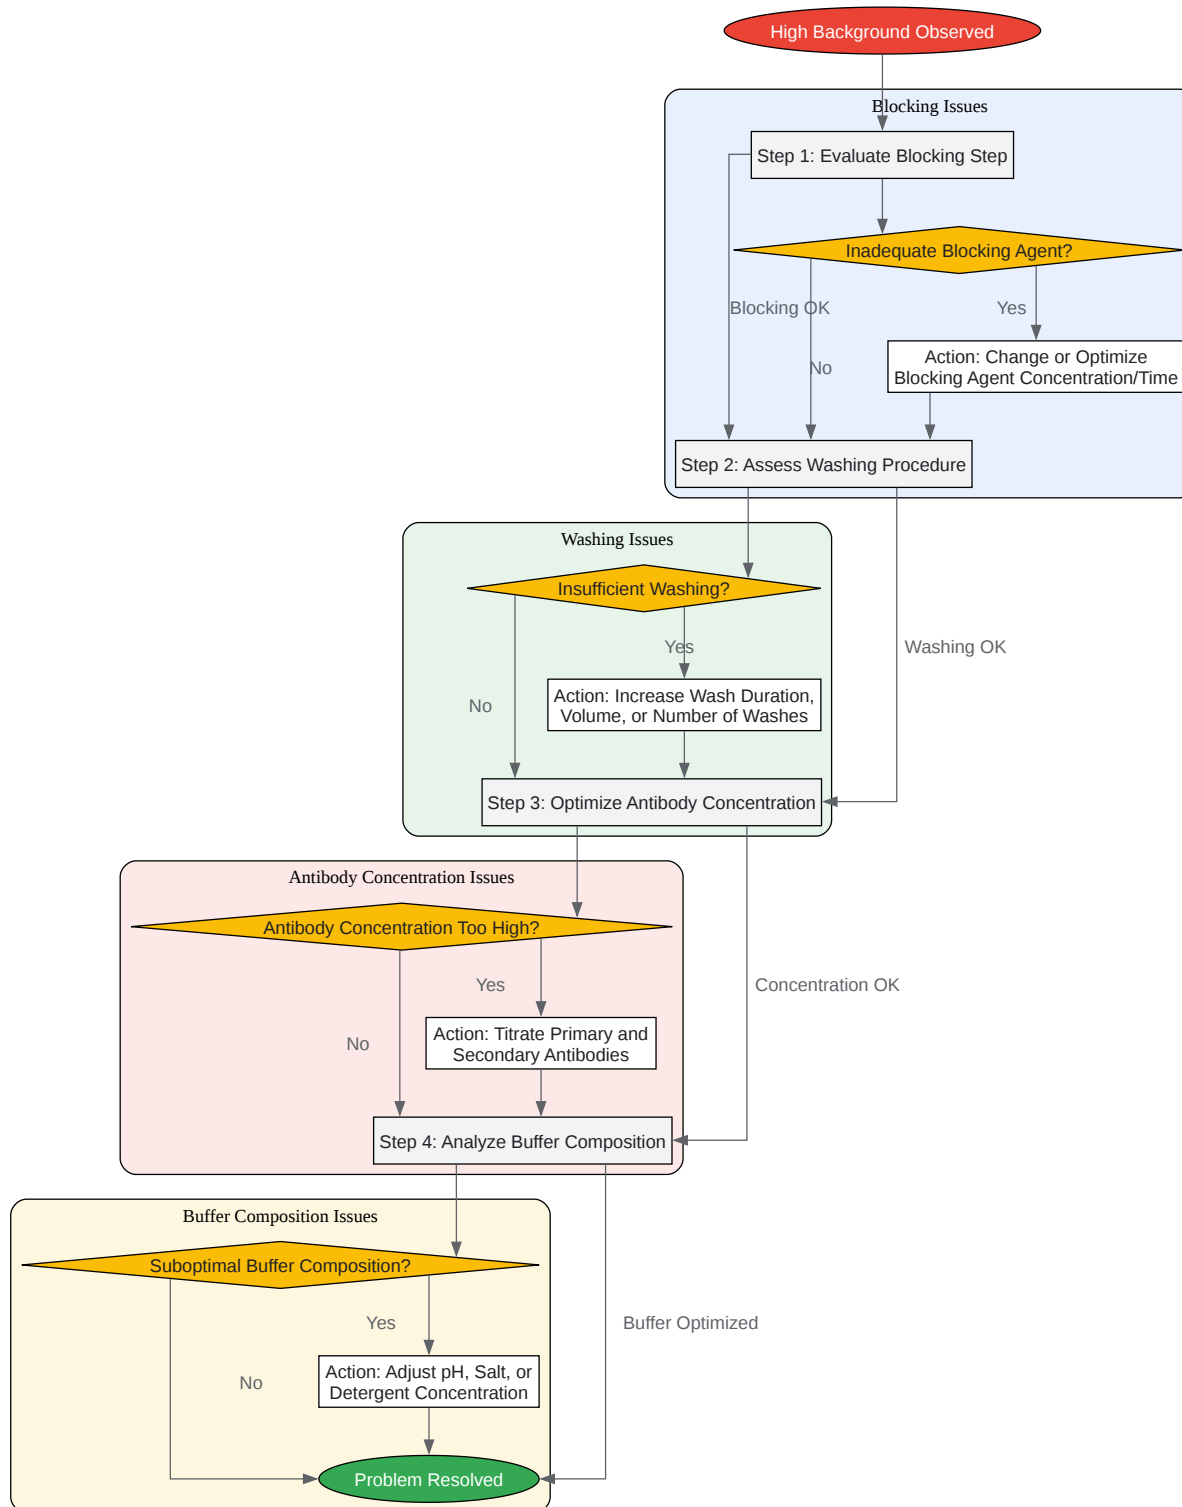 High Background Observed
Blocking Issues
Step 1: Evaluate Blocking Step
Inadequate Blocking Agent?
Blocking OK
Yes
No
Action: Change or Optimize
Blocking Agent Concentration/Time
Step 2: Assess Washing Procedure
Washing Issues
Insufficient Washing?
Yes
Washing OK
No
Action: Increase Wash Duration,
Volume, or Number of Washes
Step 3: Optimize Antibody Concentration
Antibody Concentration Issues
Antibody Concentration Too High?
Yes
Concentration OK
No
Action: Titrate Primary and
Secondary Antibodies
Step 4: Analyze Buffer Composition
Buffer Composition Issues
Suboptimal Buffer Composition?
Yes
Buffer Optimized
No
Action: Adjust pH, Salt, or
Detergent Concentration
Problem Resolved